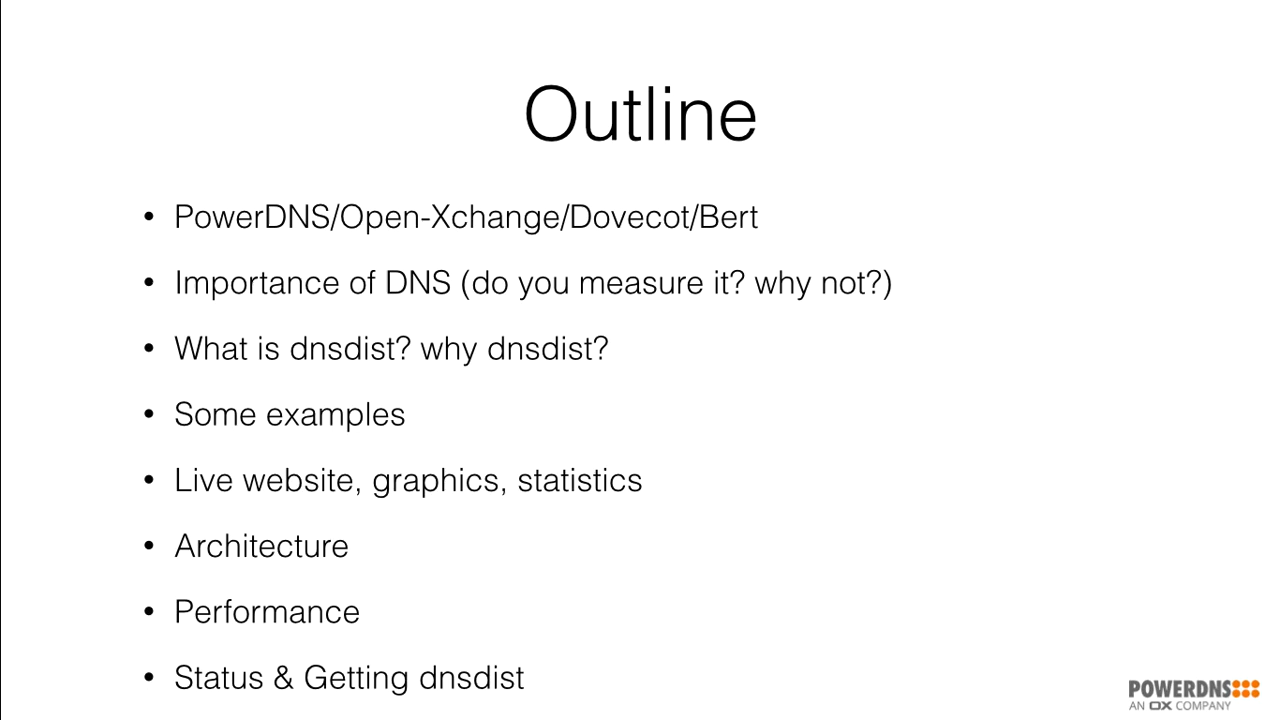 Outline
• PowerDNS/Open-Xchange/Dovecot/Bert
• Importance of DNS (do you measure it? why not?)
• What is dnsdist? why dnsdist?
• Some examples
• Live website, graphics, statistics
• Architecture
• Performance
• Status & Getting dnsdist
POWERDNS
AN OX COMPANY